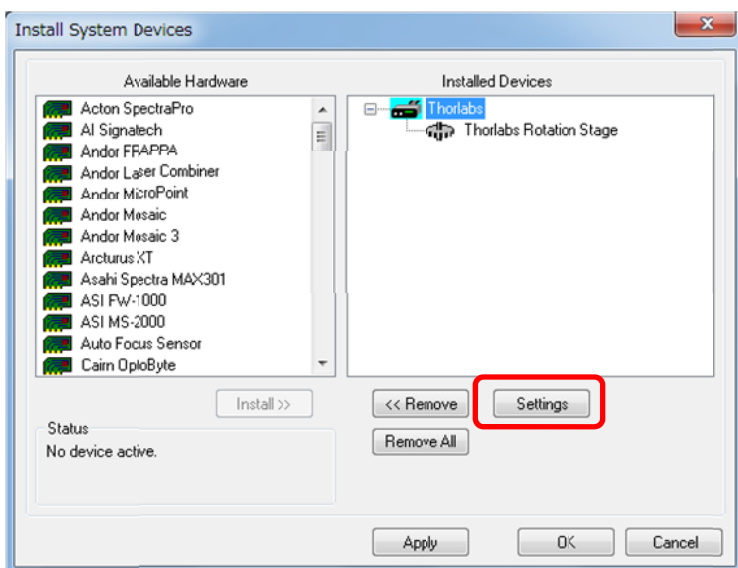 Install System Devices
Available Hardware
Acton SpectraPro
AI Signatech
Andor FRAPPA
Andor Laser Combiner
Andor MicroPoint
Andor Mosaic
Andor Mosaic 3
Arcturus XT
Asahi Spectra MAX301
ASI FW-1000
ASI MS-2000
Auto Focus Sensor
Cairn OptoByte
Installed Devices
Thorlabs
Thorlabs Rotation Stage
Install >>
<< Remove
Settings
Remove All
Status
No device active.
Apply
OK
Cancel